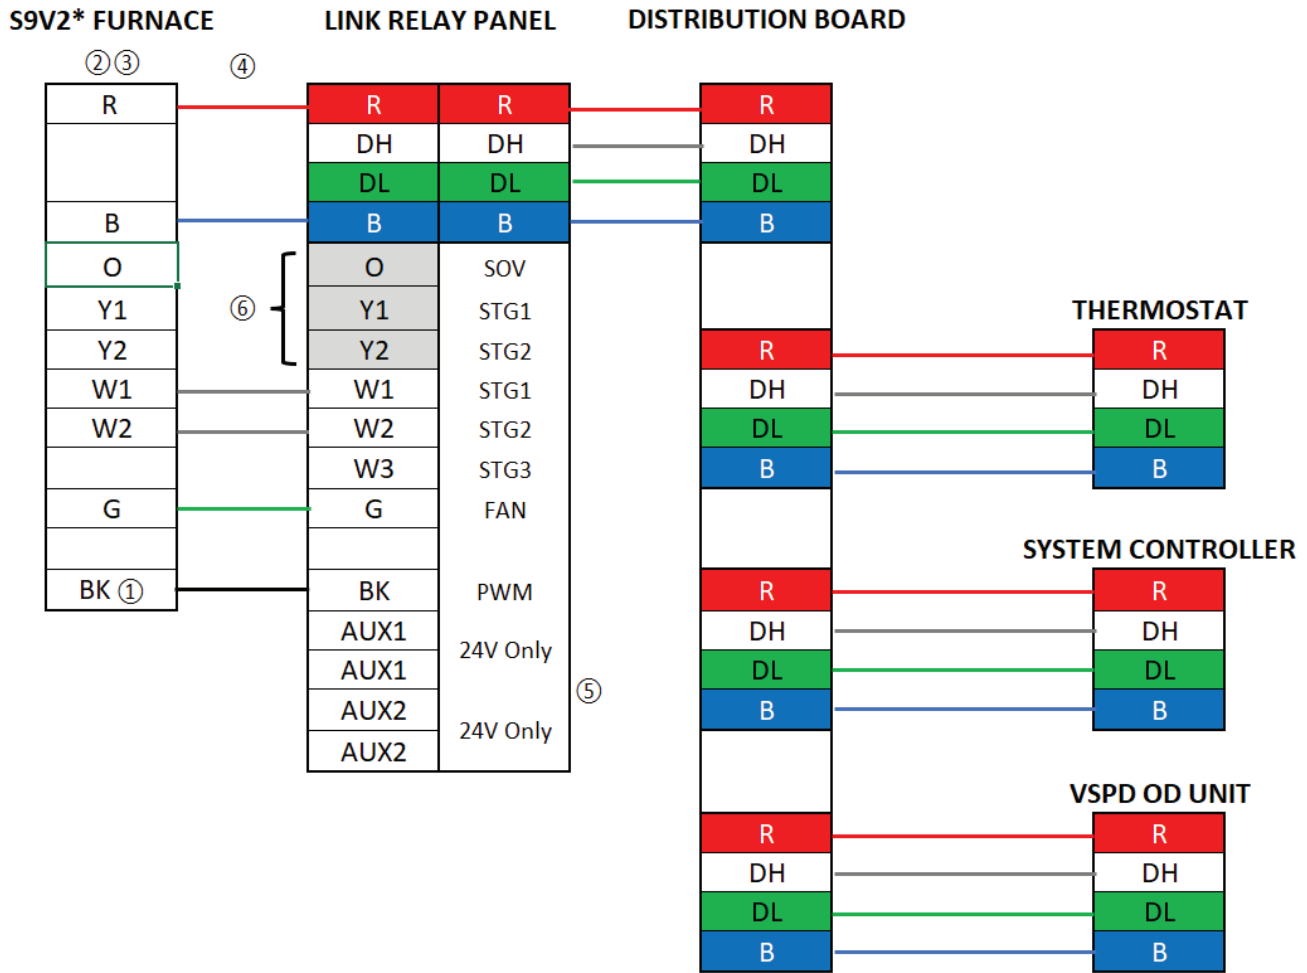 S9V2* FURNACE LINK RELAY PANEL DISTRIBUTION BOARD
②③ ④
R R R R
DH DH DH
DL DL DL
B B B B
O O SOV
Y1 ⑥ Y1 STG1 THERMOSTAT
Y2 Y2 STG2 R R
W1 W1 STG1 DH DH
W2 W2 STG2 DL DL
W3 STG3 B B
G G FAN
SYSTEM CONTROLLER
BK ① BK PWM R R
AUX1 DH DH
24V Only
AUX1 DL DL
⑤
AUX2 B B
24V Only
AUX2
VSPD OD UNIT
R R
DH DH
DL DL
B B